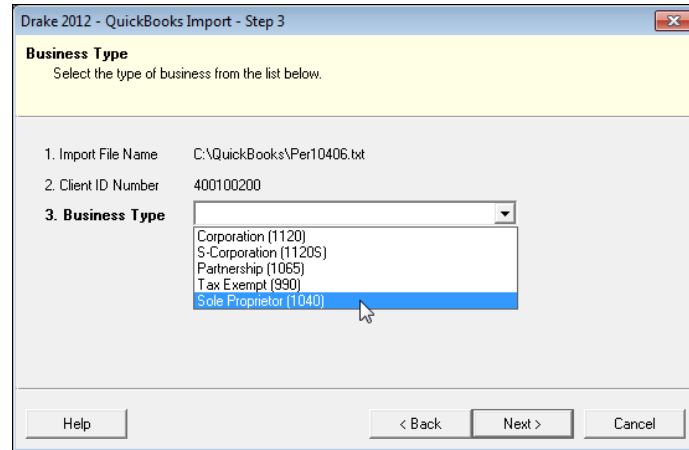 Drake 2012 - QuickBooks Import - Step 3
Business Type
Select the type of business from the list below.
1. Import File Name C:\QuickBooks\Per10406.txt
2. Client ID Number 400100200
3. Business Type
Corporation (1120)
S-Corporation (1120S)
Partnership (1065)
Tax Exempt (990)
Sole Proprietor (1040)
Help < Back Next > Cancel